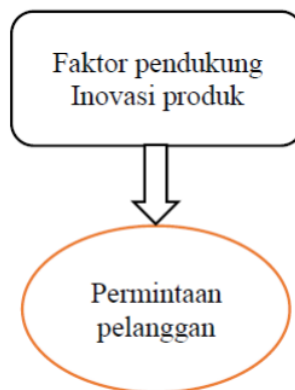 Faktor pendukung
Inovasi produk
Permintaan
pelanggan